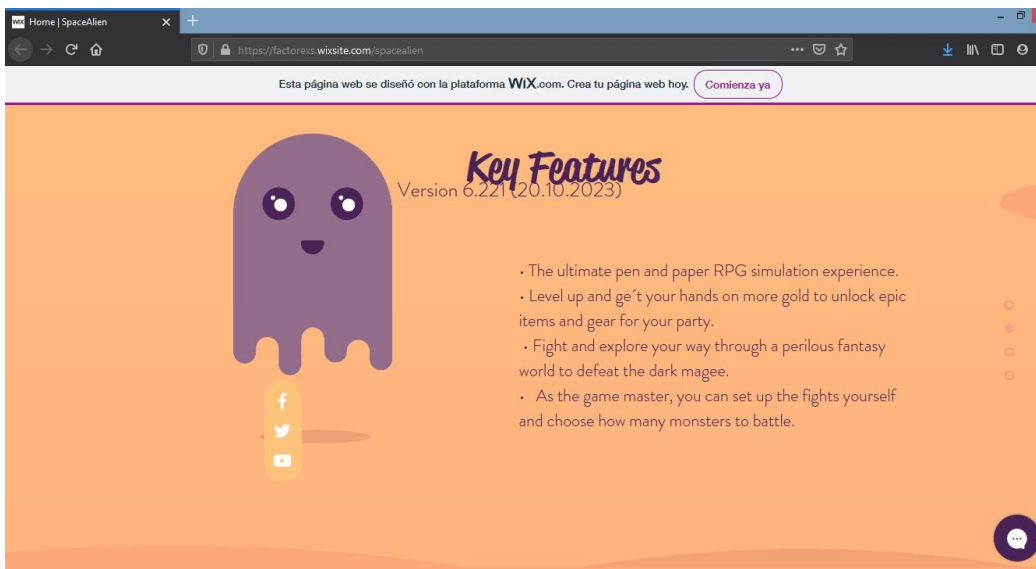 WIX Home | SpaceAlien
https://factorexs.wixsite.com/spacealien
Esta página web se diseñó con la plataforma WiX.com. Crea tu página web hoy. Comienza ya
Key Features
Version 6.221 (20.10.2023)
• The ultimate pen and paper RPG simulation experience.
• Level up and ge´t your hands on more gold to unlock epic
items and gear for your party.
• Fight and explore your way through a perilous fantasy
world to defeat the dark magee.
• As the game master, you can set up the fights yourself
and choose how many monsters to battle.